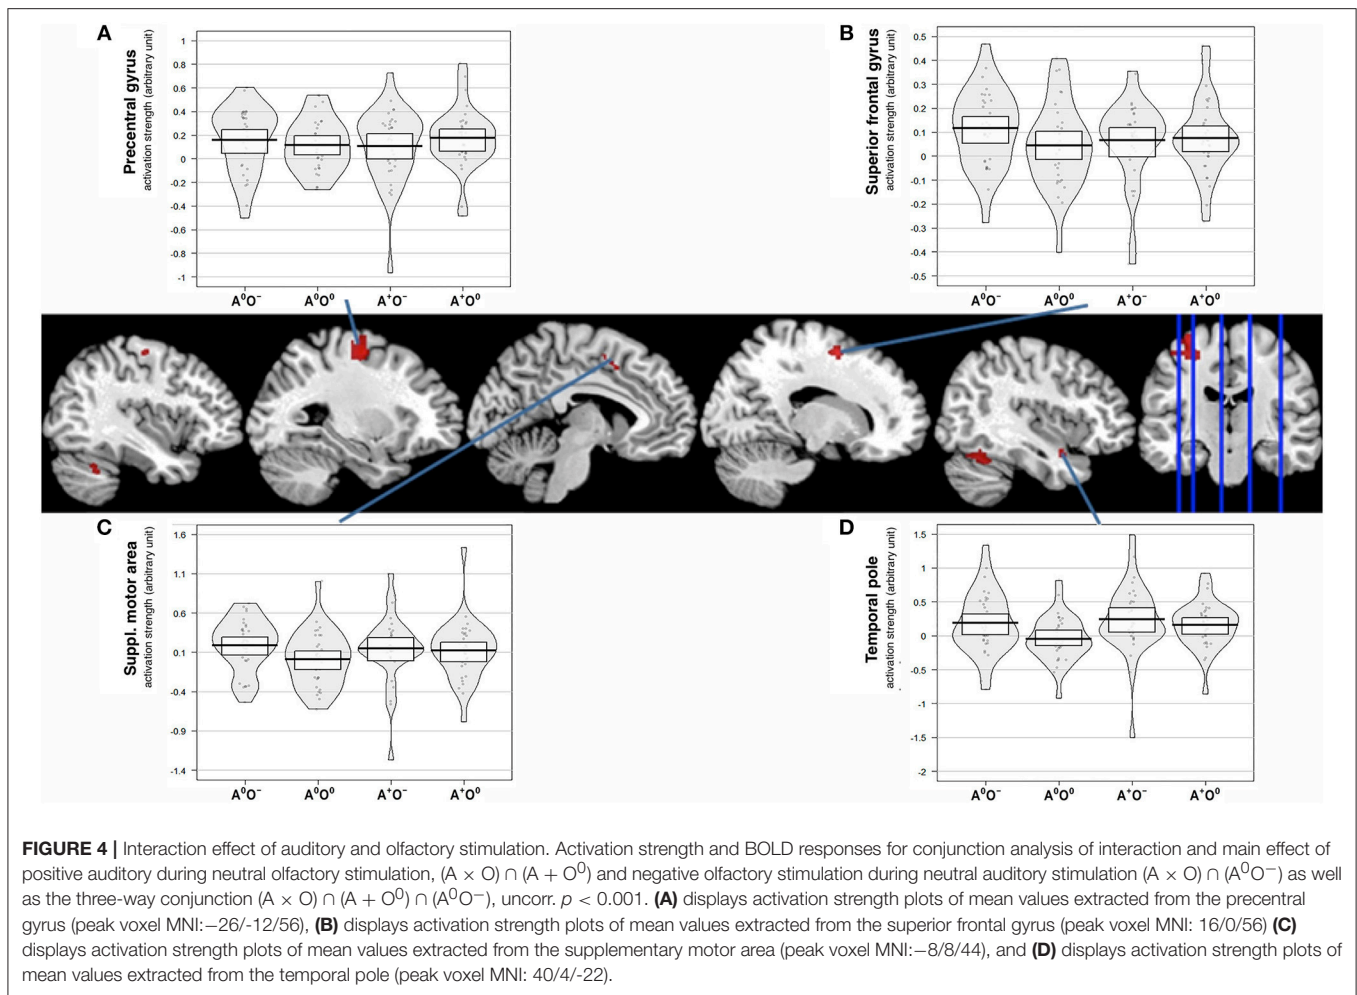 A
Precentral gyrus
activation strength (arbitrary unit)
1
0.8
0.6
0.4
0.2
0
-0.2
-0.4
-0.6
-0.8
-1
A⁰O⁻ A⁰O⁰ A⁺O⁻ A⁺O⁰
B
Superior frontal gyrus
activation strength (arbitrary unit)
0.5
0.4
0.3
0.2
0.1
0
-0.1
-0.2
-0.3
-0.4
-0.5
A⁰O⁻ A⁰O⁰ A⁺O⁻ A⁺O⁰
C
Suppl. motor area
activation strength (arbitrary unit)
1.6
1.1
0.6
0.1
-0.4
-0.9
-1.4
A⁰O⁻ A⁰O⁰ A⁺O⁻ A⁺O⁰
D
Temporal pole
activation strength (arbitrary unit)
1.5
1
0.5
0
-0.5
-1
-1.5
-2
A⁰O⁻ A⁰O⁰ A⁺O⁻ A⁺O⁰
FIGURE 4 | Interaction effect of auditory and olfactory stimulation. Activation strength and BOLD responses for conjunction analysis of interaction and main effect of
positive auditory during neutral olfactory stimulation, (A × O) ∩ (A + O⁰) and negative olfactory stimulation during neutral auditory stimulation (A × O) ∩ (A⁰O⁻) as well
as the three-way conjunction (A × O) ∩ (A + O⁰) ∩ (A⁰O⁻), uncorr. p < 0.001. (A) displays activation strength plots of mean values extracted from the precentral
gyrus (peak voxel MNI:−26/-12/56), (B) displays activation strength plots of mean values extracted from the superior frontal gyrus (peak voxel MNI: 16/0/56) (C)
displays activation strength plots of mean values extracted from the supplementary motor area (peak voxel MNI:−8/8/44), and (D) displays activation strength plots of
mean values extracted from the temporal pole (peak voxel MNI: 40/4/-22).